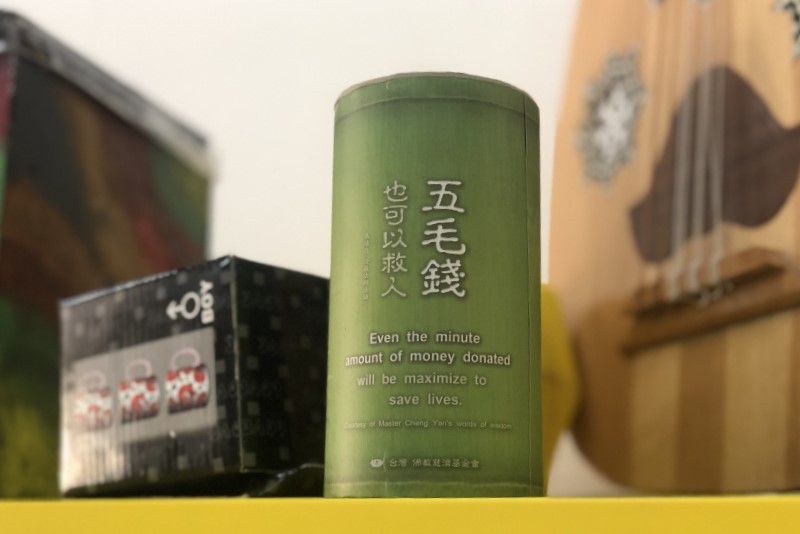 五毛錢
也可以救人
Even the minute
amount of money donated
will be maximize to
save lives.
Courtesy of Master Cheng Yan's words of wisdom
台灣 佛教慈濟基金會